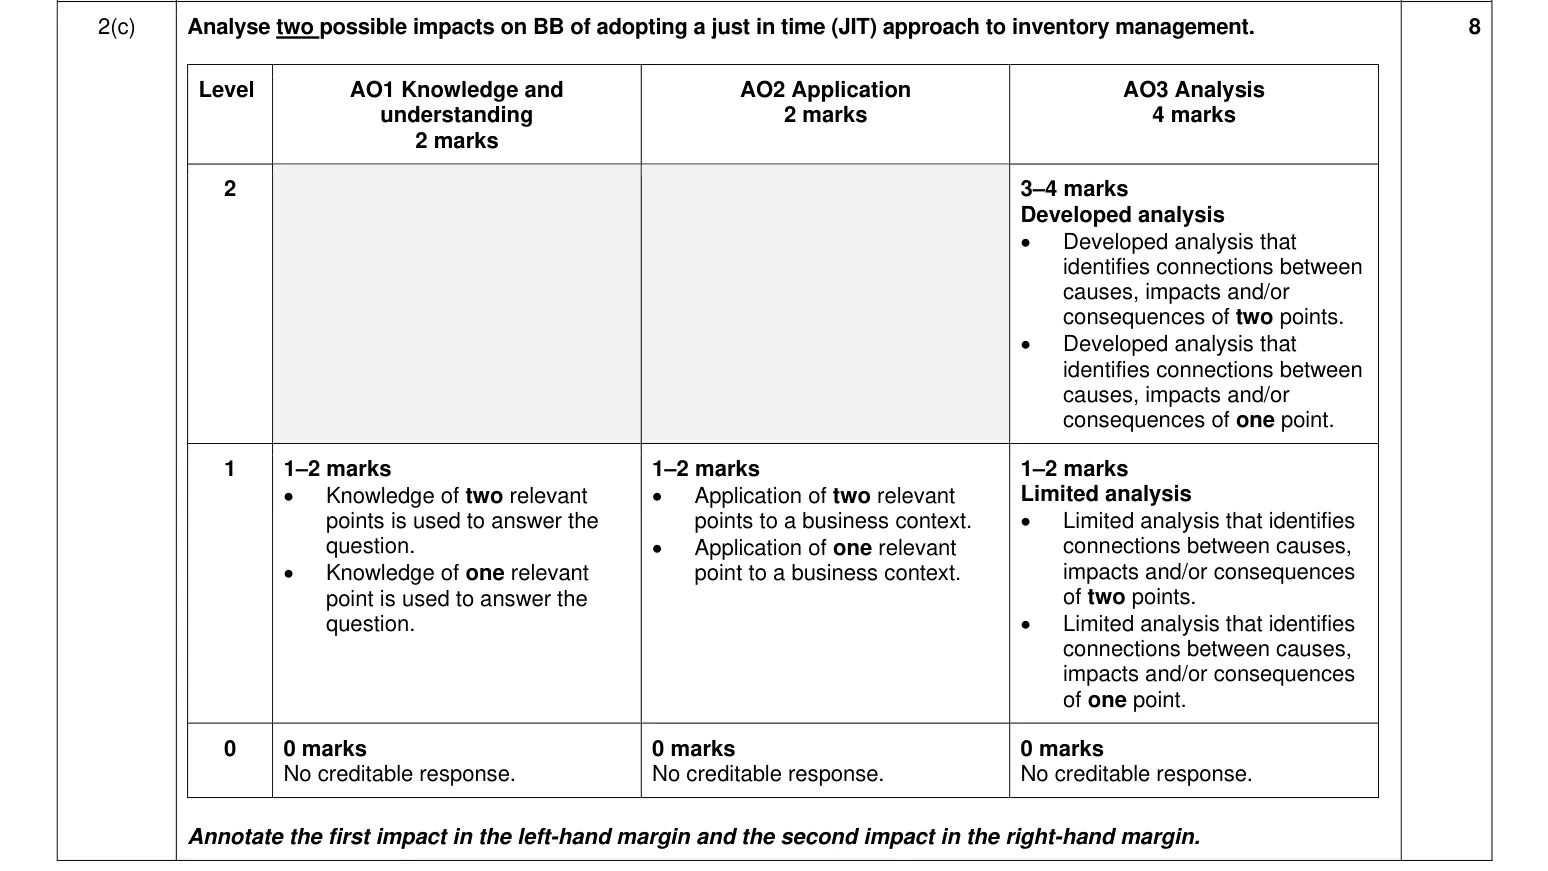 2(c)
Analyse two possible impacts on BB of adopting a just in time (JIT) approach to inventory management.
8
Level
AO1 Knowledge and
understanding
2 marks
AO2 Application
2 marks
AO3 Analysis
4 marks
2
3–4 marks
Developed analysis
• Developed analysis that
identifies connections between
causes, impacts and/or
consequences of two points.
• Developed analysis that
identifies connections between
causes, impacts and/or
consequences of one point.
1
1–2 marks
• Knowledge of two relevant
points is used to answer the
question.
• Knowledge of one relevant
point is used to answer the
question.
1–2 marks
• Application of two relevant
points to a business context.
• Application of one relevant
point to a business context.
1–2 marks
Limited analysis
• Limited analysis that identifies
connections between causes,
impacts and/or consequences
of two points.
• Limited analysis that identifies
connections between causes,
impacts and/or consequences
of one point.
0
0 marks
No creditable response.
0 marks
No creditable response.
0 marks
No creditable response.
Annotate the first impact in the left-hand margin and the second impact in the right-hand margin.